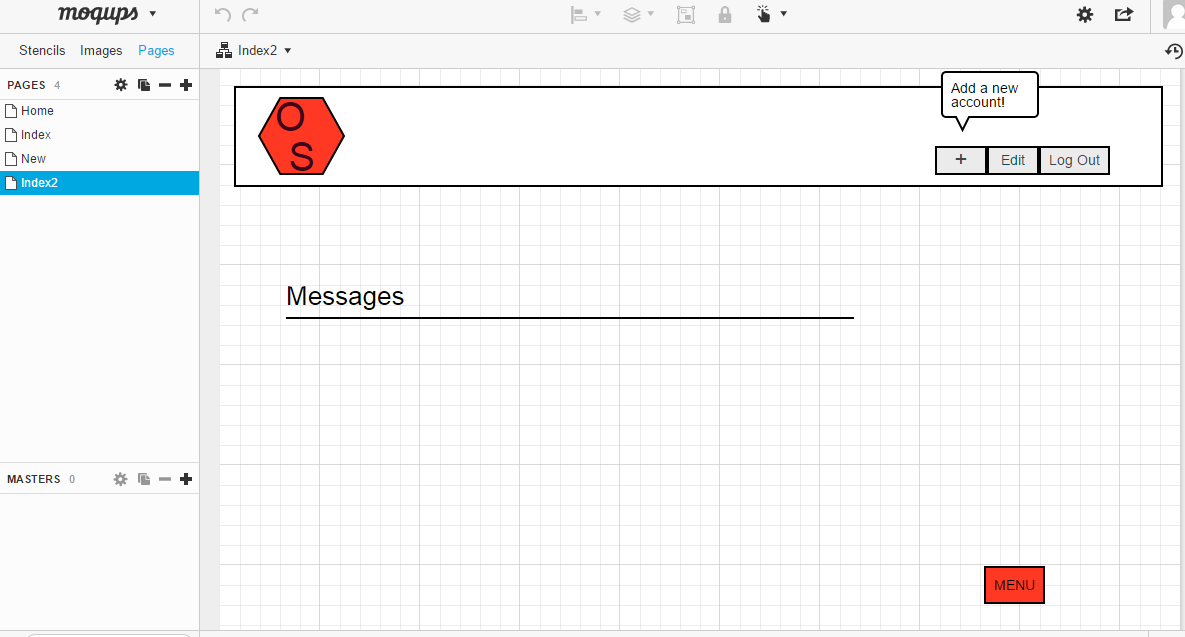 moqups
Stencils Images Pages
Index2
PAGES 4
Home
Index
New
Index2
MASTERS 0
O
S
Add a new
account!
+ Edit Log Out
Messages
MENU